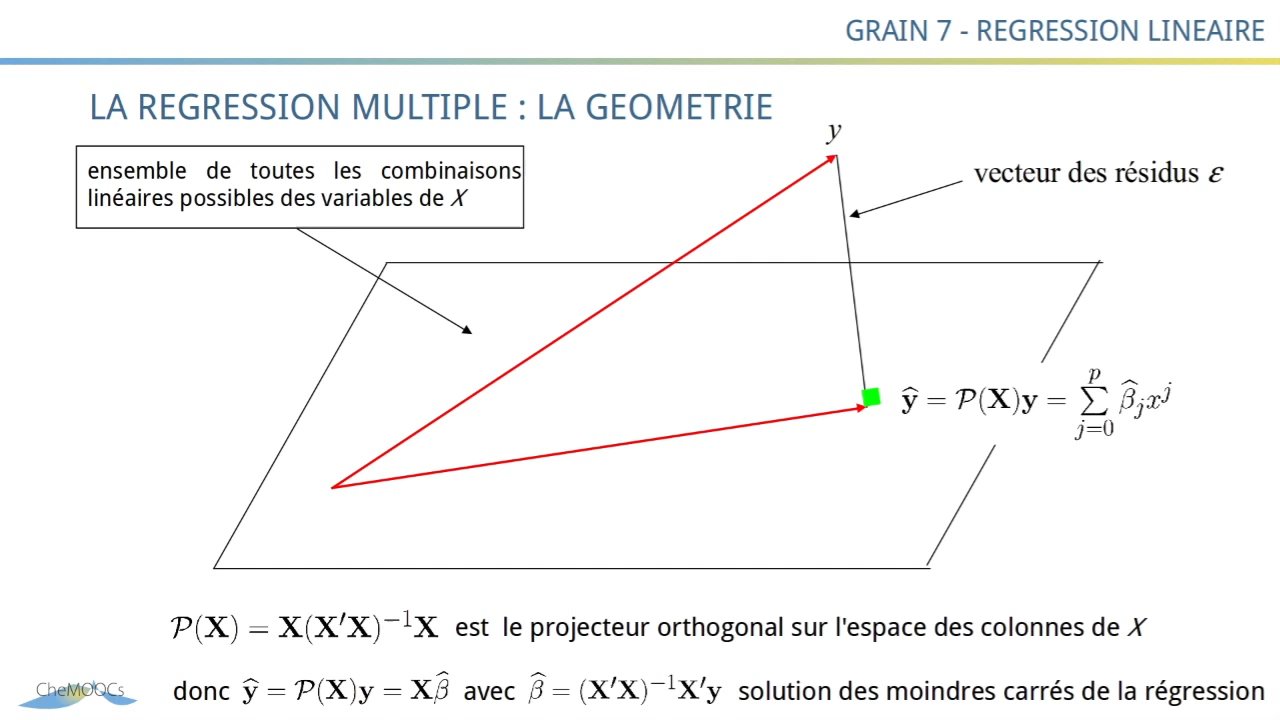 GRAIN 7 - REGRESSION LINEAIRE
LA REGRESSION MULTIPLE : LA GEOMETRIE
ensemble de toutes les combinaisons
linéaires possibles des variables de X
y
vecteur des résidus ε
ŷ = 𝒫(X)y = ∑_{j=0}^{p} β̂_j x^j
𝒫(X) = X(X′X)⁻¹X est le projecteur orthogonal sur l'espace des colonnes de X
donc ŷ = 𝒫(X)y = Xβ̂ avec β̂ = (X′X)⁻¹X′y solution des moindres carrés de la régression
CheMOOCs